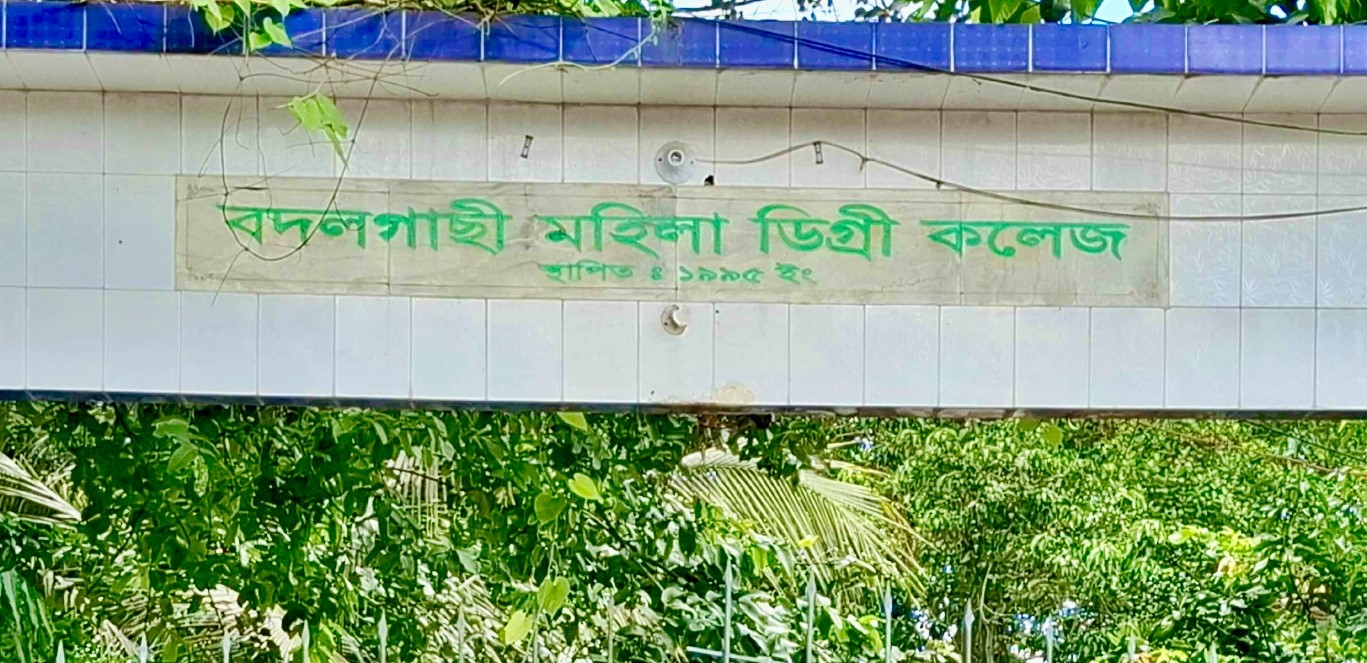 বদলগাছী মহিলা ডিগ্রী কলেজ
স্থাপিত ঃ ১৯৯৫ ইং